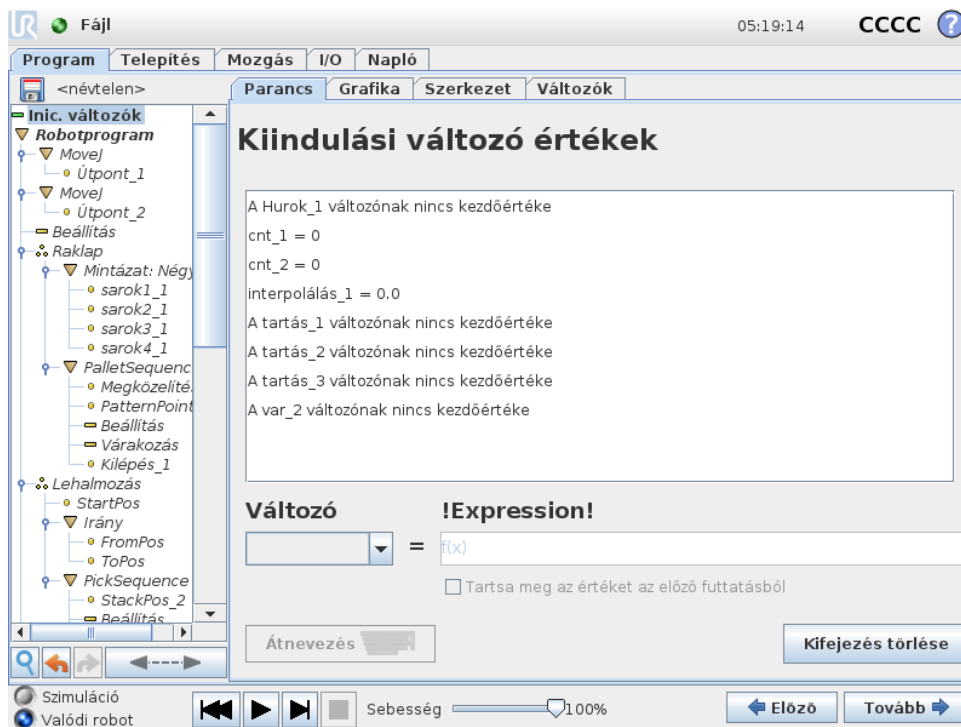 UR Fájl 05:19:14 CCCC ?
Program Telepítés Mozgás I/O Napló
<névtelen> Parancs Grafika Szerkezet Változók
Inic. változók
Robotprogram
MoveJ
Útpont_1
MoveJ
Útpont_2
Beállítás
Raklap
Mintázat: Négy
sarok1_1
sarok2_1
sarok3_1
sarok4_1
PalletSequenc
Megközelítés
PatternPoint
Beállítás
Várakozás
Kilépés_1
Lehalmozás
StartPos
Irány
FromPos
ToPos
PickSequence
StackPos_2
Beállítás
Kiindulási változó értékek
A Hurok_1 változónak nincs kezdőértéke
cnt_1 = 0
cnt_2 = 0
interpolálás_1 = 0.0
A tartás_1 változónak nincs kezdőértéke
A tartás_2 változónak nincs kezdőértéke
A tartás_3 változónak nincs kezdőértéke
A var_2 változónak nincs kezdőértéke
Változó !Expression!
= f(x)
Tartsa meg az értéket az előző futtatásból
Átnevezés
Kifejezés törlése
Szimuláció
Valódi robot
Sebesség 100%
Előző Tovább